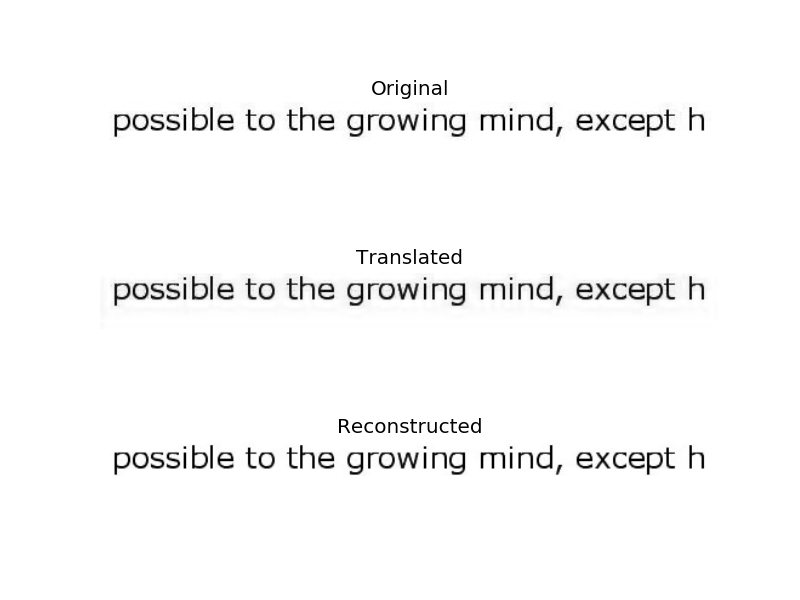 Original
possible to the growing mind, except h
Translated
possible to the growing mind, except h
Reconstructed
possible to the growing mind, except h